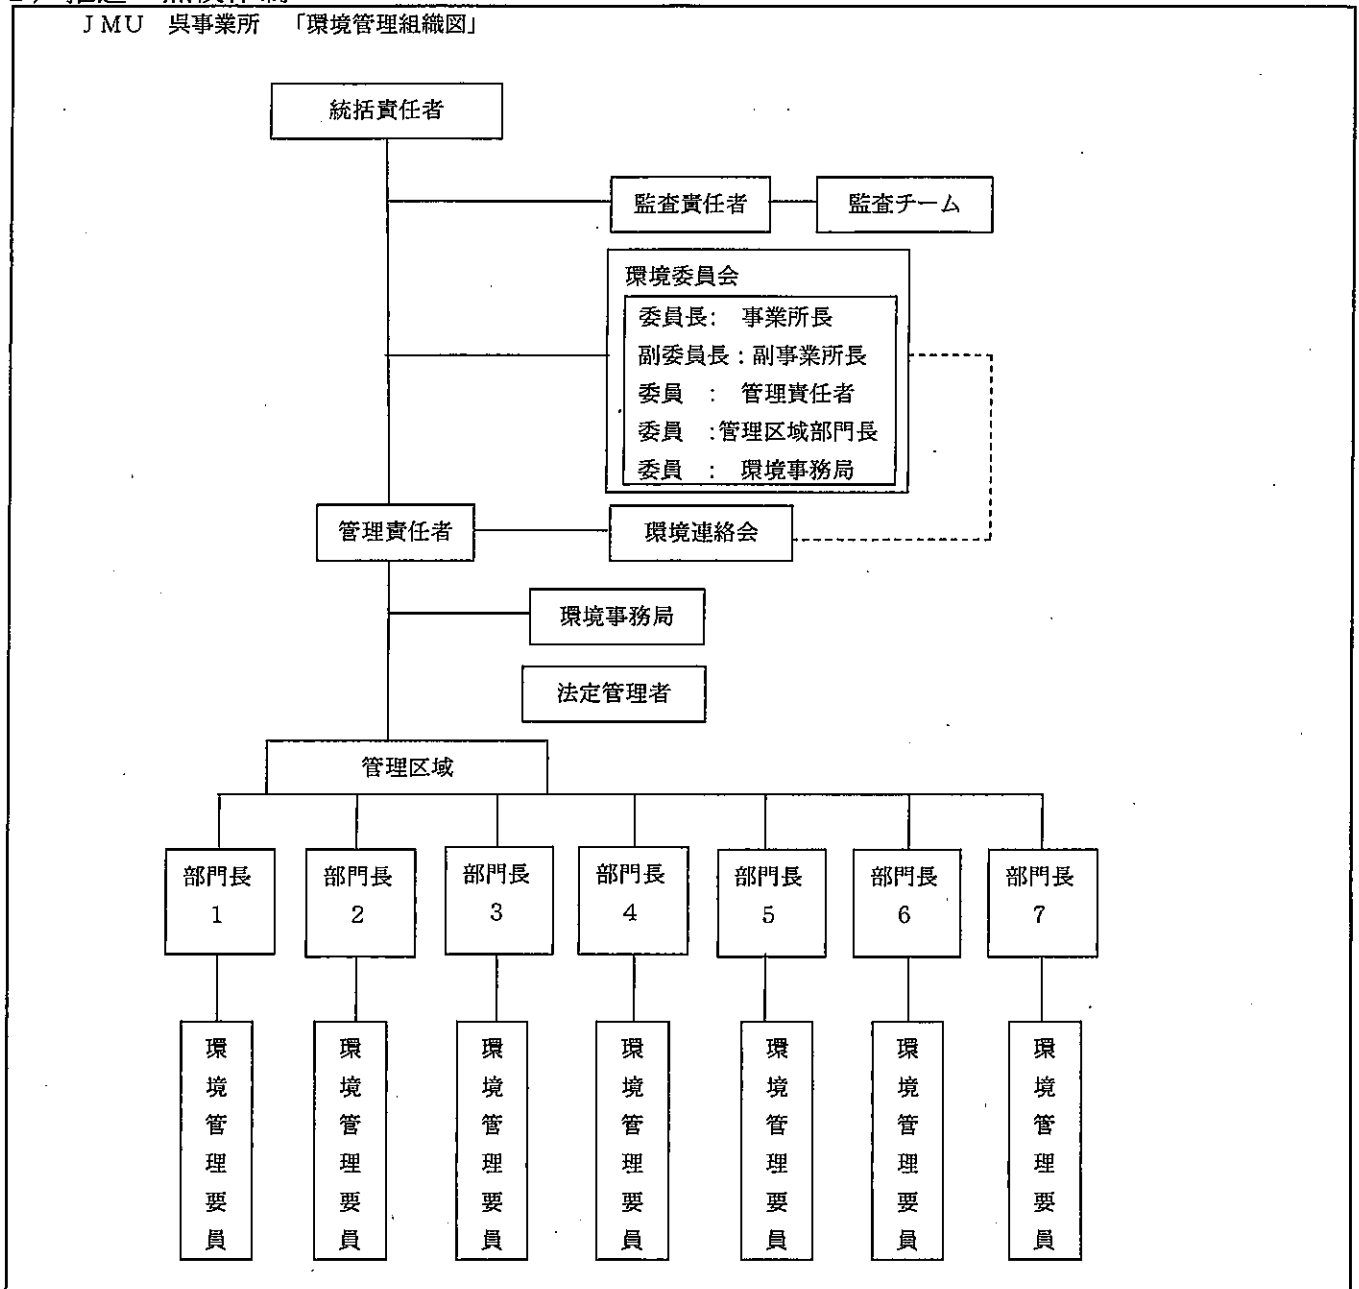 JMU 呉事業所 「環境管理組織図」
統括責任者
監査責任者
監査チーム
環境委員会
委員長: 事業所長
副委員長:副事業所長
委員 : 管理責任者
委員 :管理区域部門長
委員 : 環境事務局
管理責任者
環境連絡会
環境事務局
法定管理者
管理区域
部門長
1
部門長
2
部門長
3
部門長
4
部門長
5
部門長
6
部門長
7
環境管理要員
環境管理要員
環境管理要員
環境管理要員
環境管理要員
環境管理要員
環境管理要員